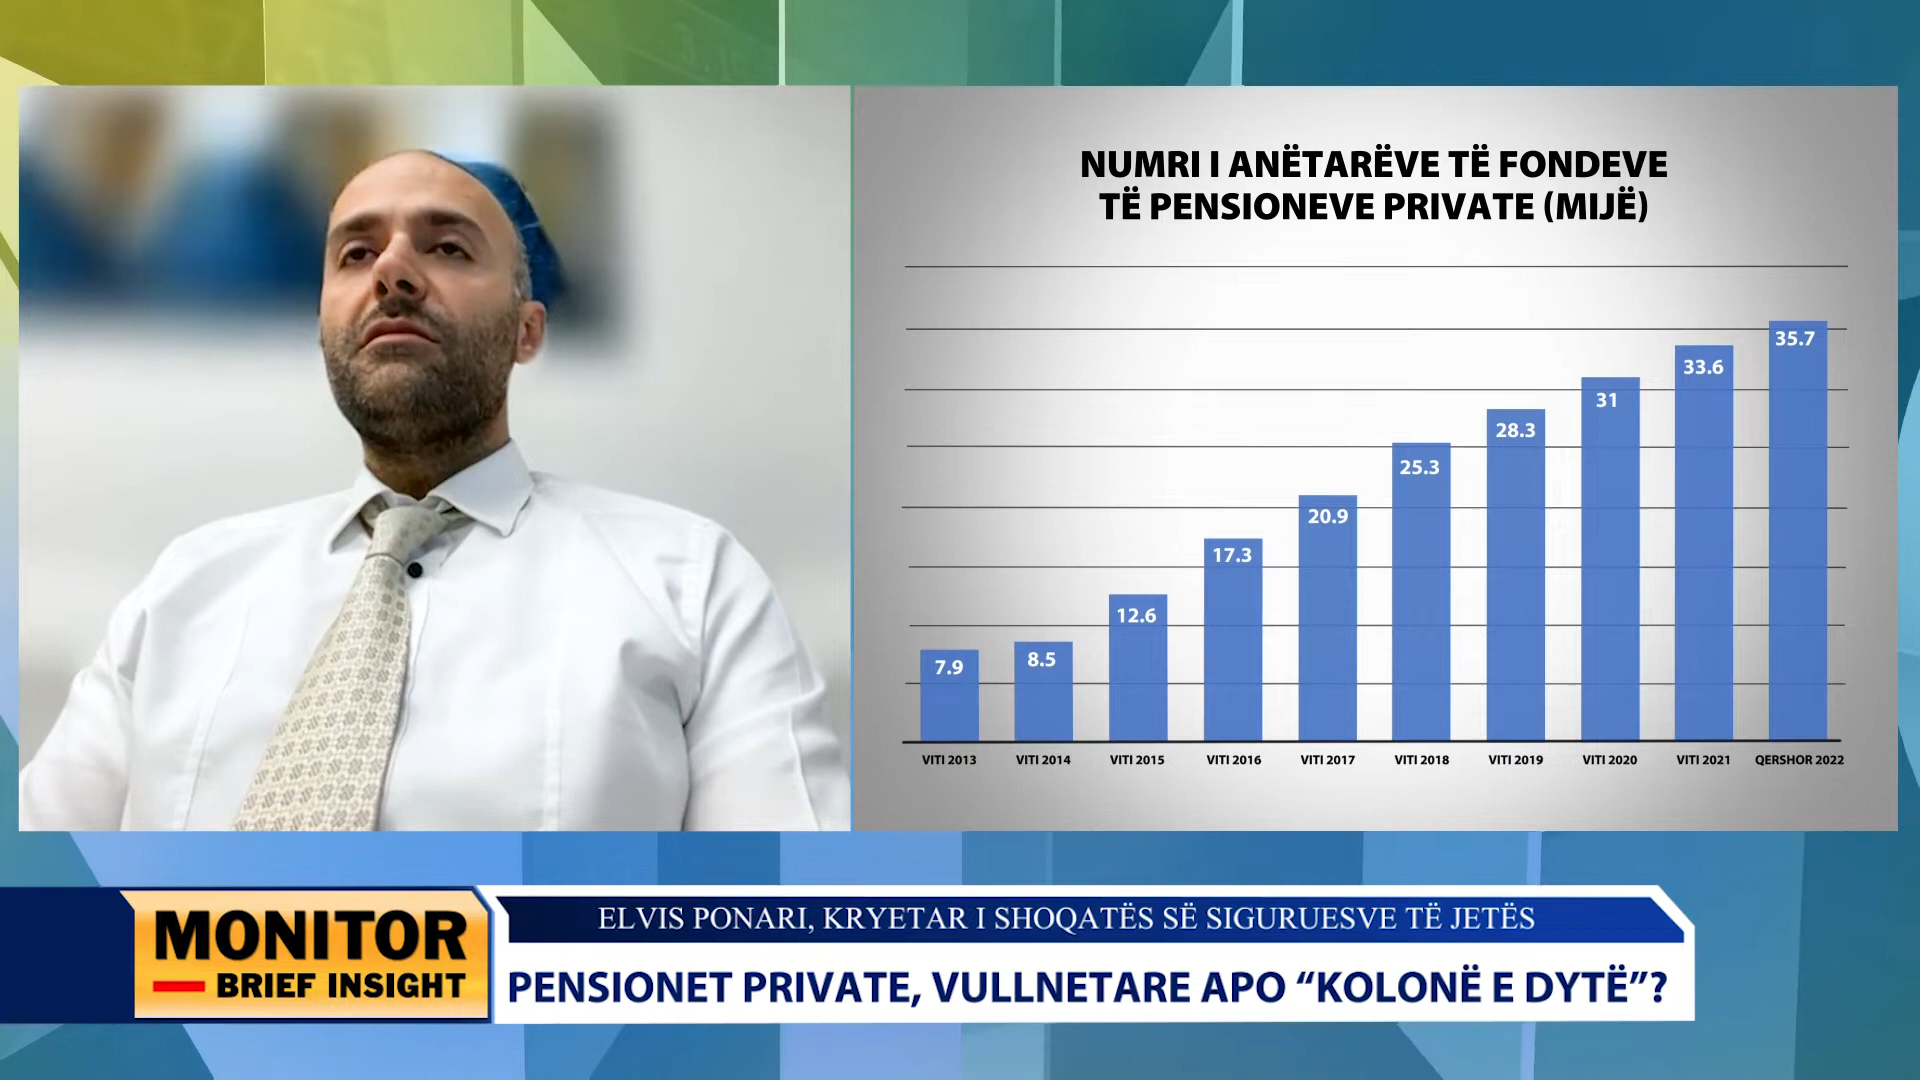 NUMRI I ANËTARËVE TË FONDEVE
TË PENSIONEVE PRIVATE (MIJË)
7.9
8.5
12.6
17.3
20.9
25.3
28.3
31
33.6
35.7
VITI 2013
VITI 2014
VITI 2015
VITI 2016
VITI 2017
VITI 2018
VITI 2019
VITI 2020
VITI 2021
QERSHOR 2022
MONITOR
BRIEF INSIGHT
ELVIS PONARI, KRYETAR I SHOQATËS SË SIGURUESVE TË JETËS
PENSIONET PRIVATE, VULLNETARE APO “KOLONË E DYTË”?